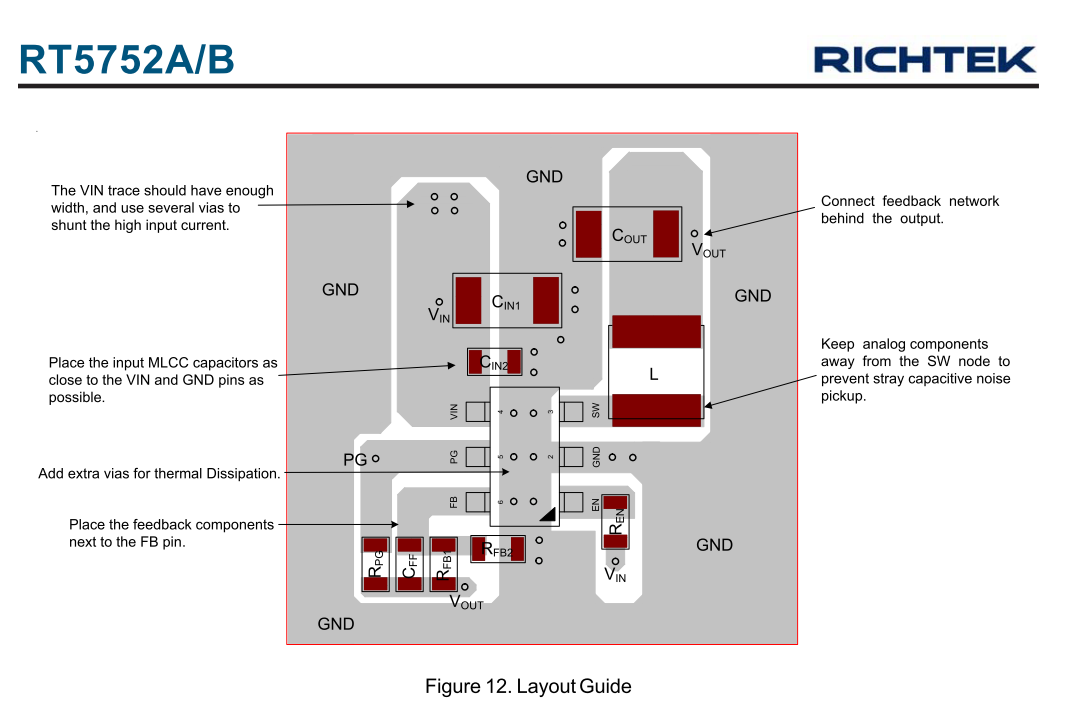 RT5752A/B
RICHTEK
The VIN trace should have enough
width, and use several vias to
shunt the high input current.
GND
Connect feedback network
behind the output.
COUT
VOUT
GND
GND
CIN1
VIN
Place the input MLCC capacitors as
close to the VIN and GND pins as
possible.
CIN2
L
Keep analog components
away from the SW node to
prevent stray capacitive noise
pickup.
VIN
4
3
SW
PG
PG
5
2
GND
Add extra vias for thermal Dissipation.
FB
6
EN
REN
Place the feedback components
next to the FB pin.
RPG
CFF
RFB1
RFB2
VIN
GND
VOUT
GND
Figure 12. Layout Guide